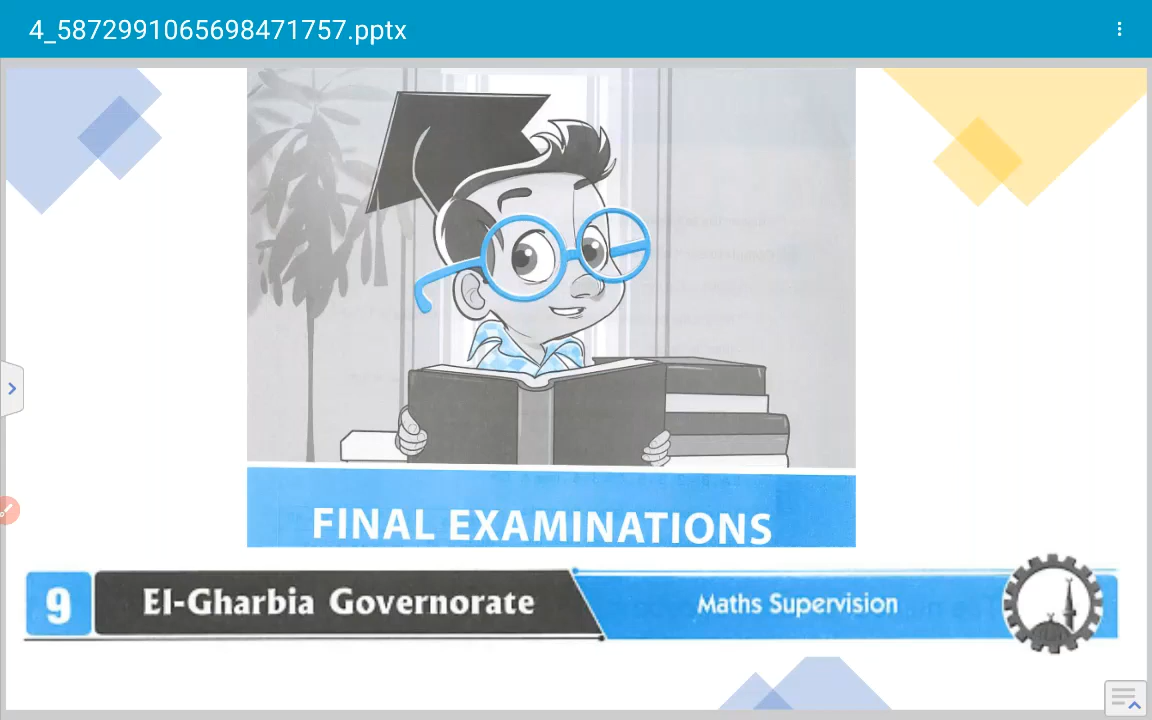 4_5872991065698471757.pptx
FINAL EXAMINATIONS
9
El-Gharbia Governorate
Maths Supervision